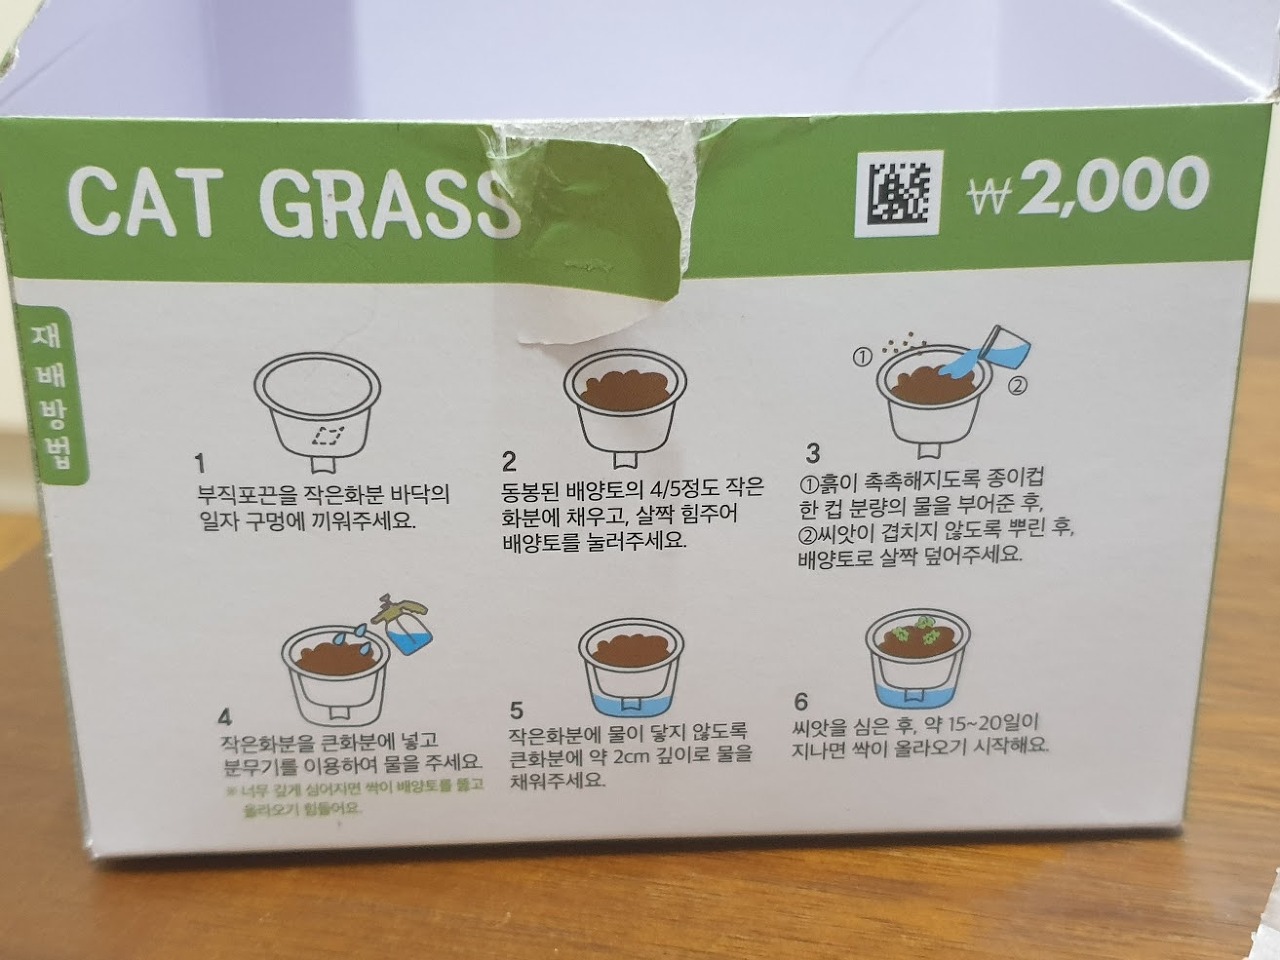 CAT GRASS
₩2,000
재배방법
1
부직포끈을 작은화분 바닥의
일자 구멍에 끼워주세요.
2
동봉된 배양토의 4/5정도 작은
화분에 채우고, 살짝 힘주어
배양토를 눌러주세요.
①
②
3
①흙이 촉촉해지도록 종이컵
한 컵 분량의 물을 부어준 후,
②씨앗이 겹치지 않도록 뿌린 후,
배양토로 살짝 덮어주세요.
4
작은화분을 큰화분에 넣고
분무기를 이용하여 물을 주세요.
※ 너무 깊게 심어지면 싹이 배양토를 뚫고
올라오기 힘들어요.
5
작은화분에 물이 닿지 않도록
큰화분에 약 2cm 깊이로 물을
채워주세요.
6
씨앗을 심은 후, 약 15~20일이
지나면 싹이 올라오기 시작해요.